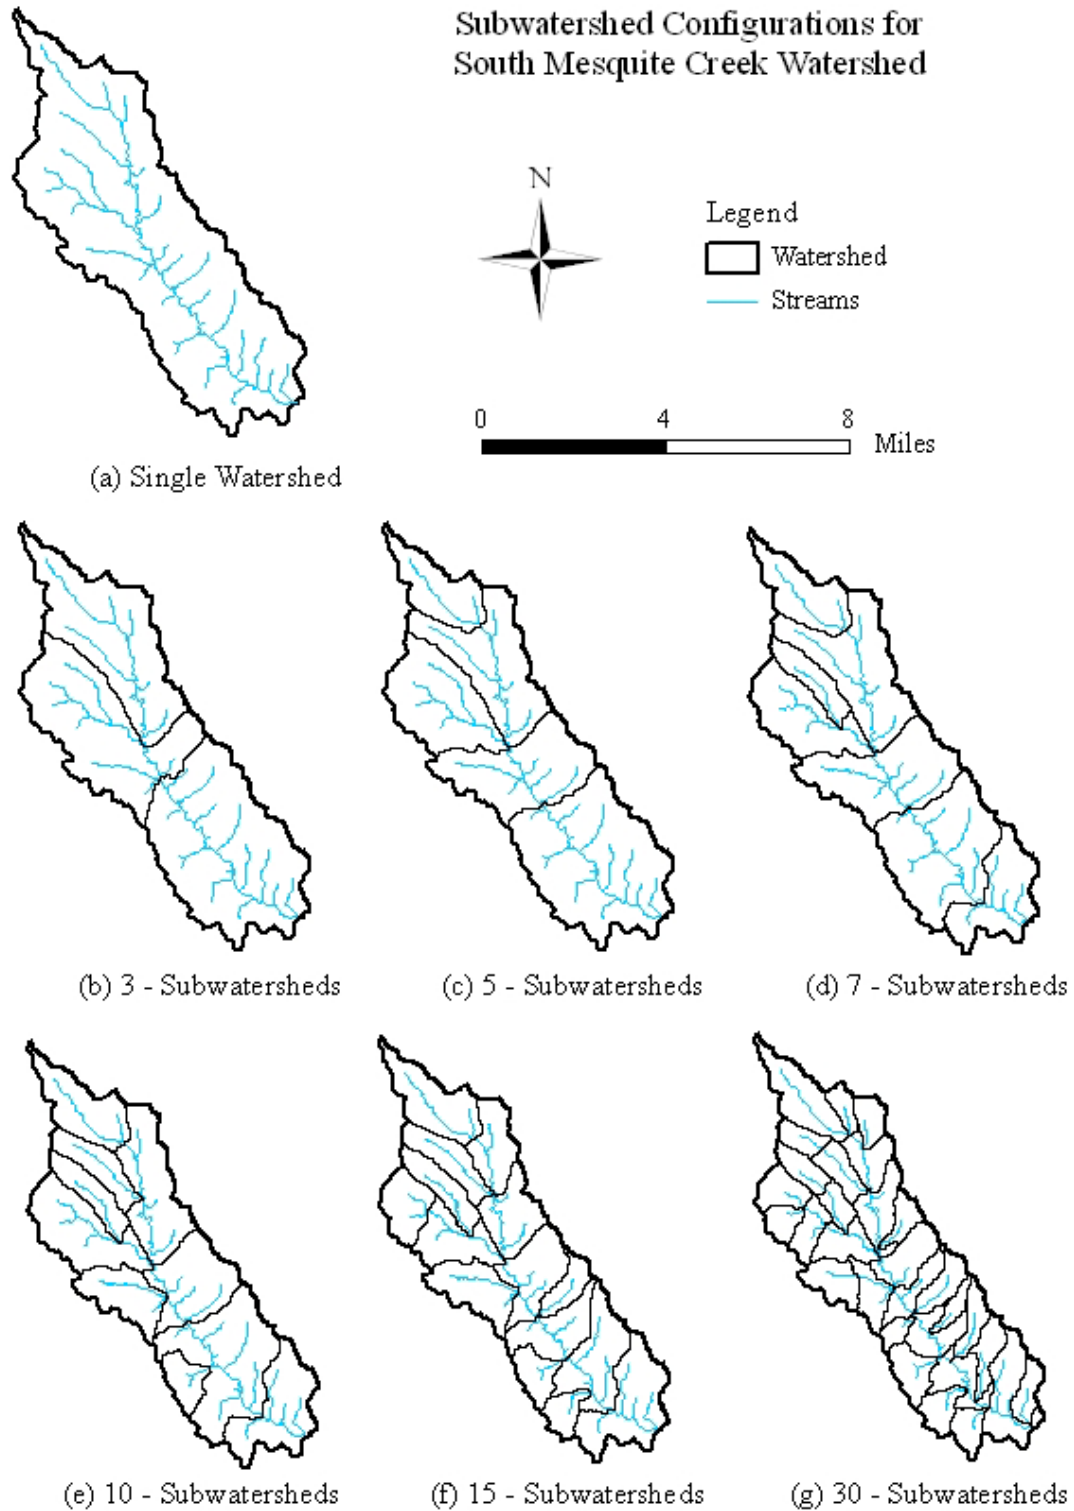 Subwatershed Configurations for
South Mesquite Creek Watershed
N
Legend
Watershed
Streams
0 4 8
Miles
(a) Single Watershed
(b) 3 - Subwatersheds
(c) 5 - Subwatersheds
(d) 7 - Subwatersheds
(e) 10 - Subwatersheds
(f) 15 - Subwatersheds
(g) 30 - Subwatersheds